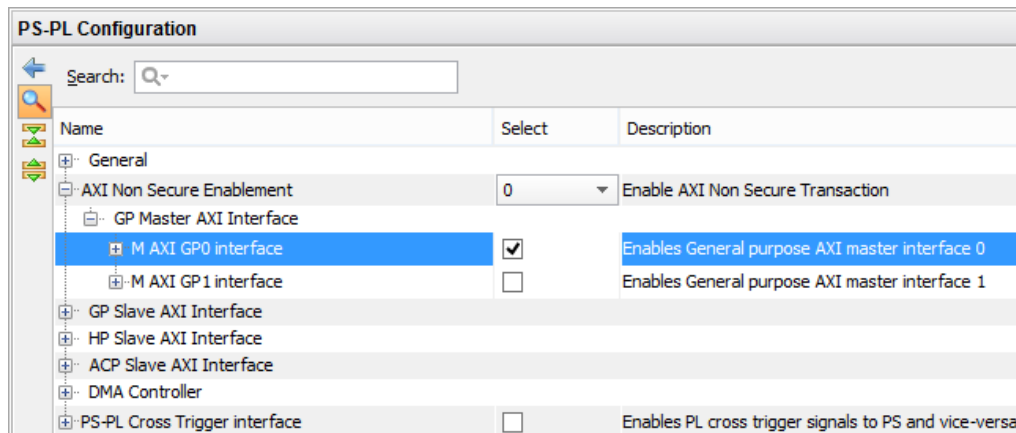 PS-PL Configuration
Search:
Name Select Description
General
AXI Non Secure Enablement 0 Enable AXI Non Secure Transaction
GP Master AXI Interface
M AXI GP0 interface Enables General purpose AXI master interface 0
M AXI GP1 interface Enables General purpose AXI master interface 1
GP Slave AXI Interface
HP Slave AXI Interface
ACP Slave AXI Interface
DMA Controller
PS-PL Cross Trigger interface Enables PL cross trigger signals to PS and vice-versa